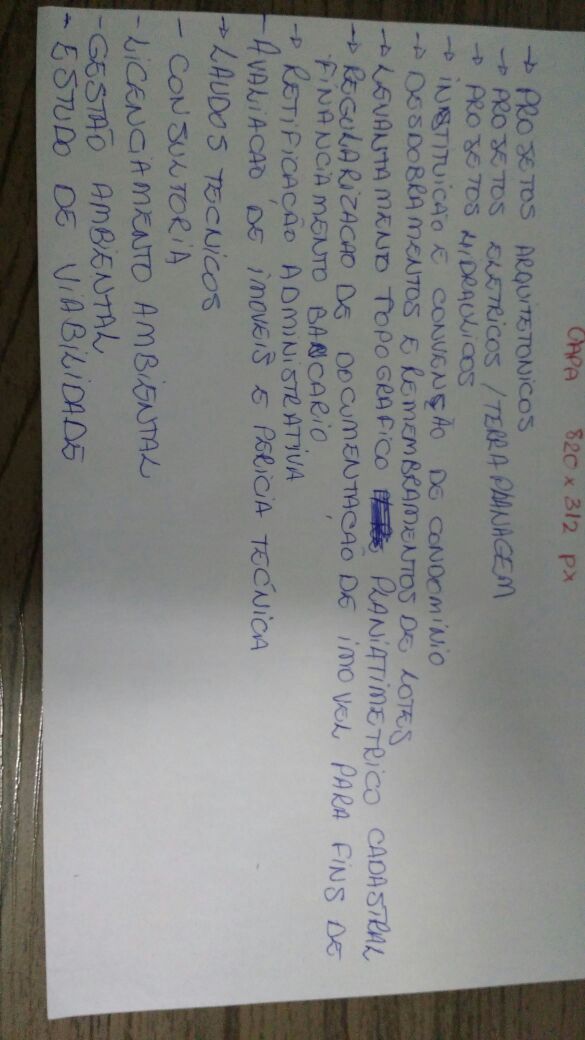 CAPA 820 x 312 PX
→ PROJETOS ARQUITETONICOS
→ PROJETOS ELETRICOS / TERRAPLANAGEM
→ PROJETOS HIDRAULICOS
→ INSTITUICÃO E CONVENÇÃO DE CONDOMINIO
→ DESDOBRAMENTOS E REMEMBRAMENTOS DE LOTES
→ LEVANTAMENTO TOPOGRAFICO PLANIATIMETRICO CADASTRAL
→ REGULARIZACAO DE DOCUMENTACÃO DE IMOVEL PARA FINS DE
FINANCIAMENTO BANCARIO
→ RETIFICAÇÃO ADMINISTRATIVA
- AVALIACAO DE IMOVEIS E PERICIA TECNICA
→ LAUDOS TECNICOS
- CONSULTORIA
- LICENCIAMENTO AMBIENTAL
- GESTÃO AMBIENTAL
- ESTUDO DE VIABILIDADE